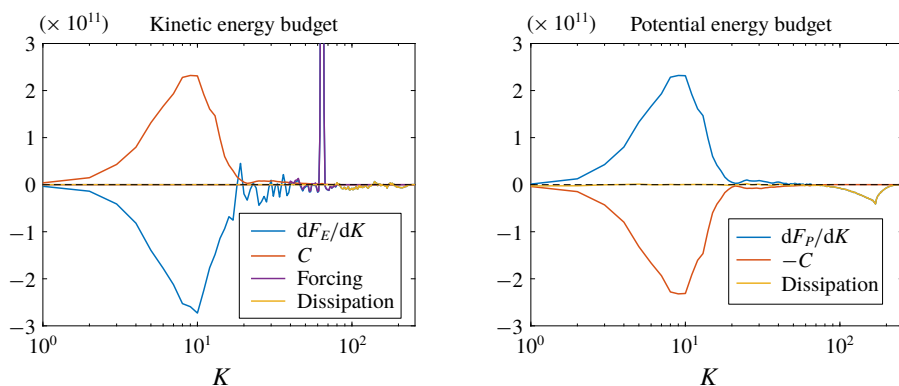 (× 10¹¹) Kinetic energy budget
3
2
1
0
−1
−2
−3
dF_E/dK
C
Forcing
Dissipation
10⁰ 10¹ 10²
K
(× 10¹¹) Potential energy budget
3
2
1
0
−1
−2
−3
dF_P/dK
−C
Dissipation
10⁰ 10¹ 10²
K